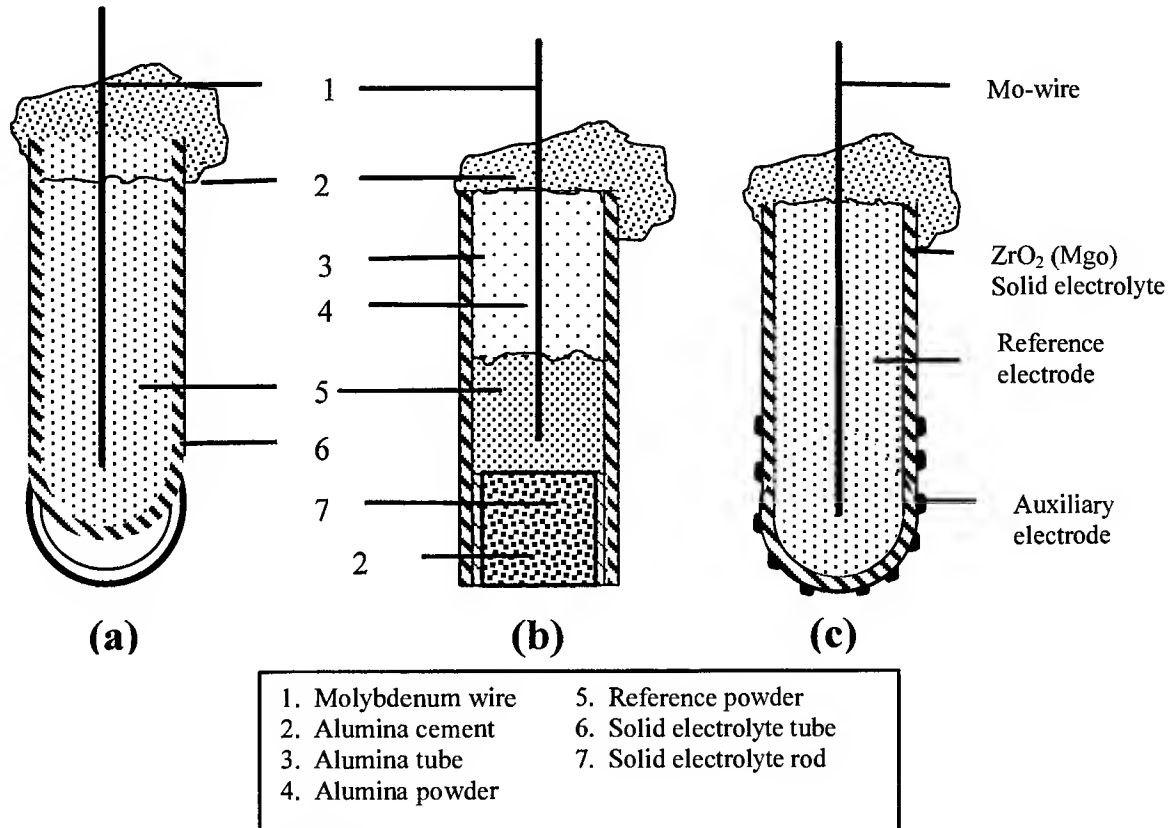 1
2
3
4
5
6
7
2
Mo-wire
ZrO₂ (Mgo)
Solid electrolyte
Reference
electrode
Auxiliary
electrode
(a)
(b)
(c)
1. Molybdenum wire
2. Alumina cement
3. Alumina tube
4. Alumina powder
5. Reference powder
6. Solid electrolyte tube
7. Solid electrolyte rod